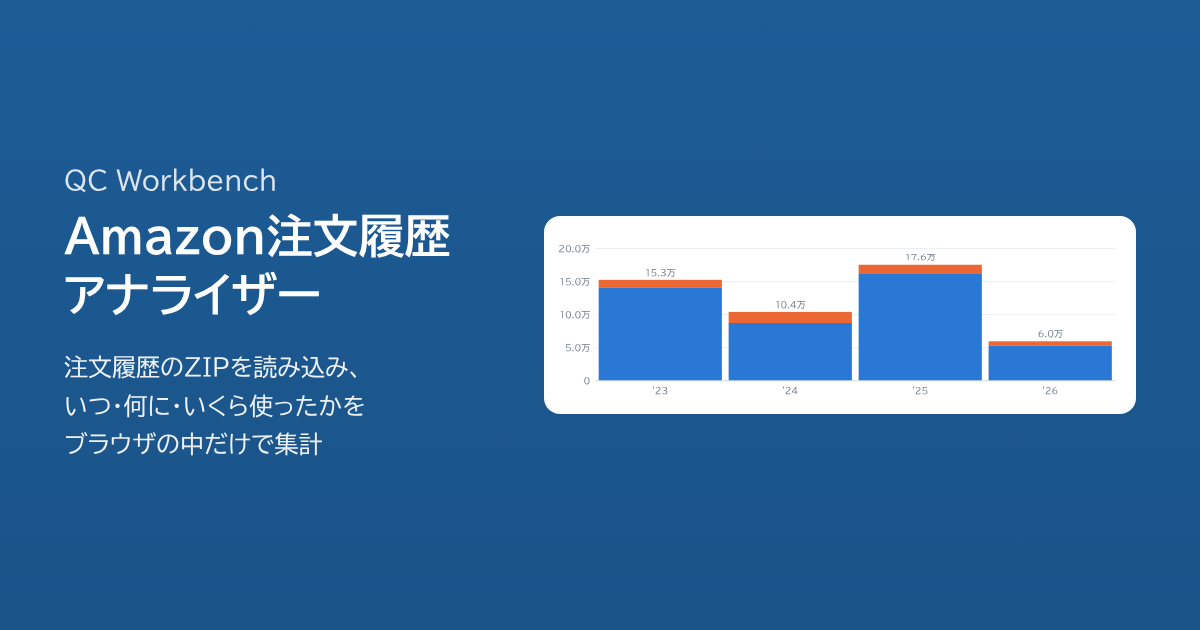 QC Workbench
Amazon注文履歴
アナライザー
注文履歴のZIPを読み込み、
いつ・何に・いくら使ったかを
ブラウザの中だけで集計
20.0万
15.0万
10.0万
5.0万
0
15.3万
10.4万
17.6万
6.0万
'23
'24
'25
'26